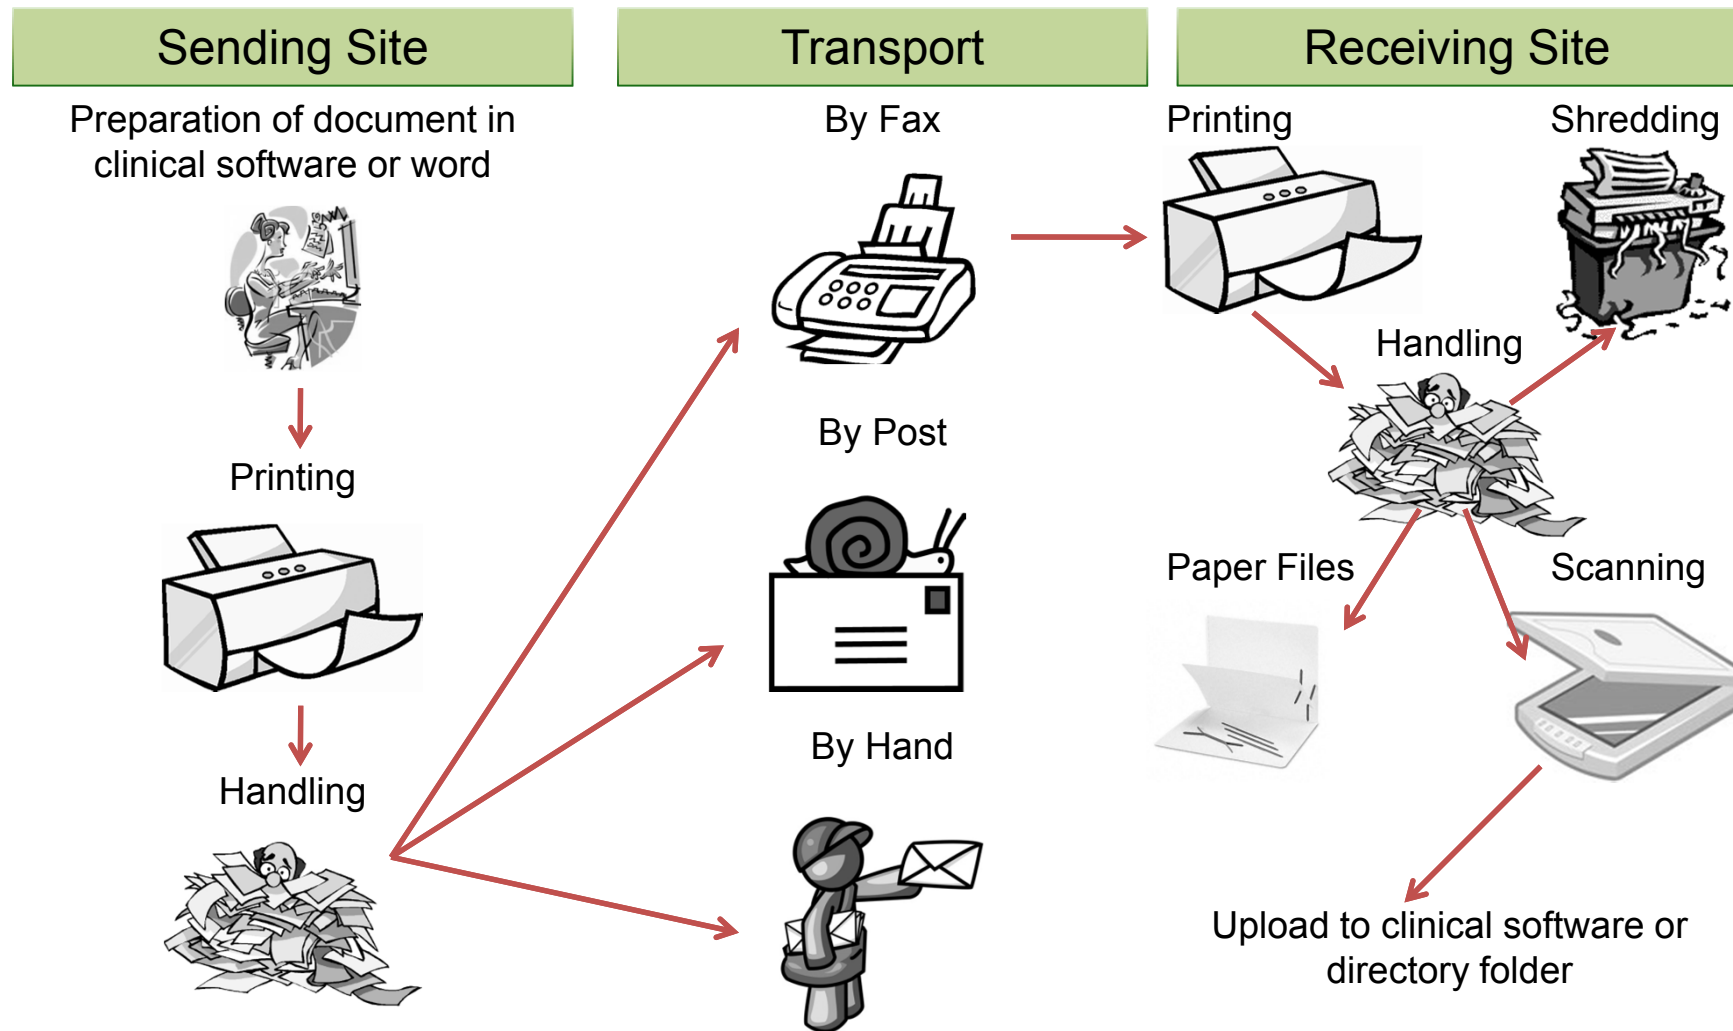 Sending Site
Preparation of document in
clinical software or word
Printing
Handling
Transport
By Fax
By Post
By Hand
Receiving Site
Printing
Shredding
Handling
Paper Files
Scanning
Upload to clinical software or
directory folder